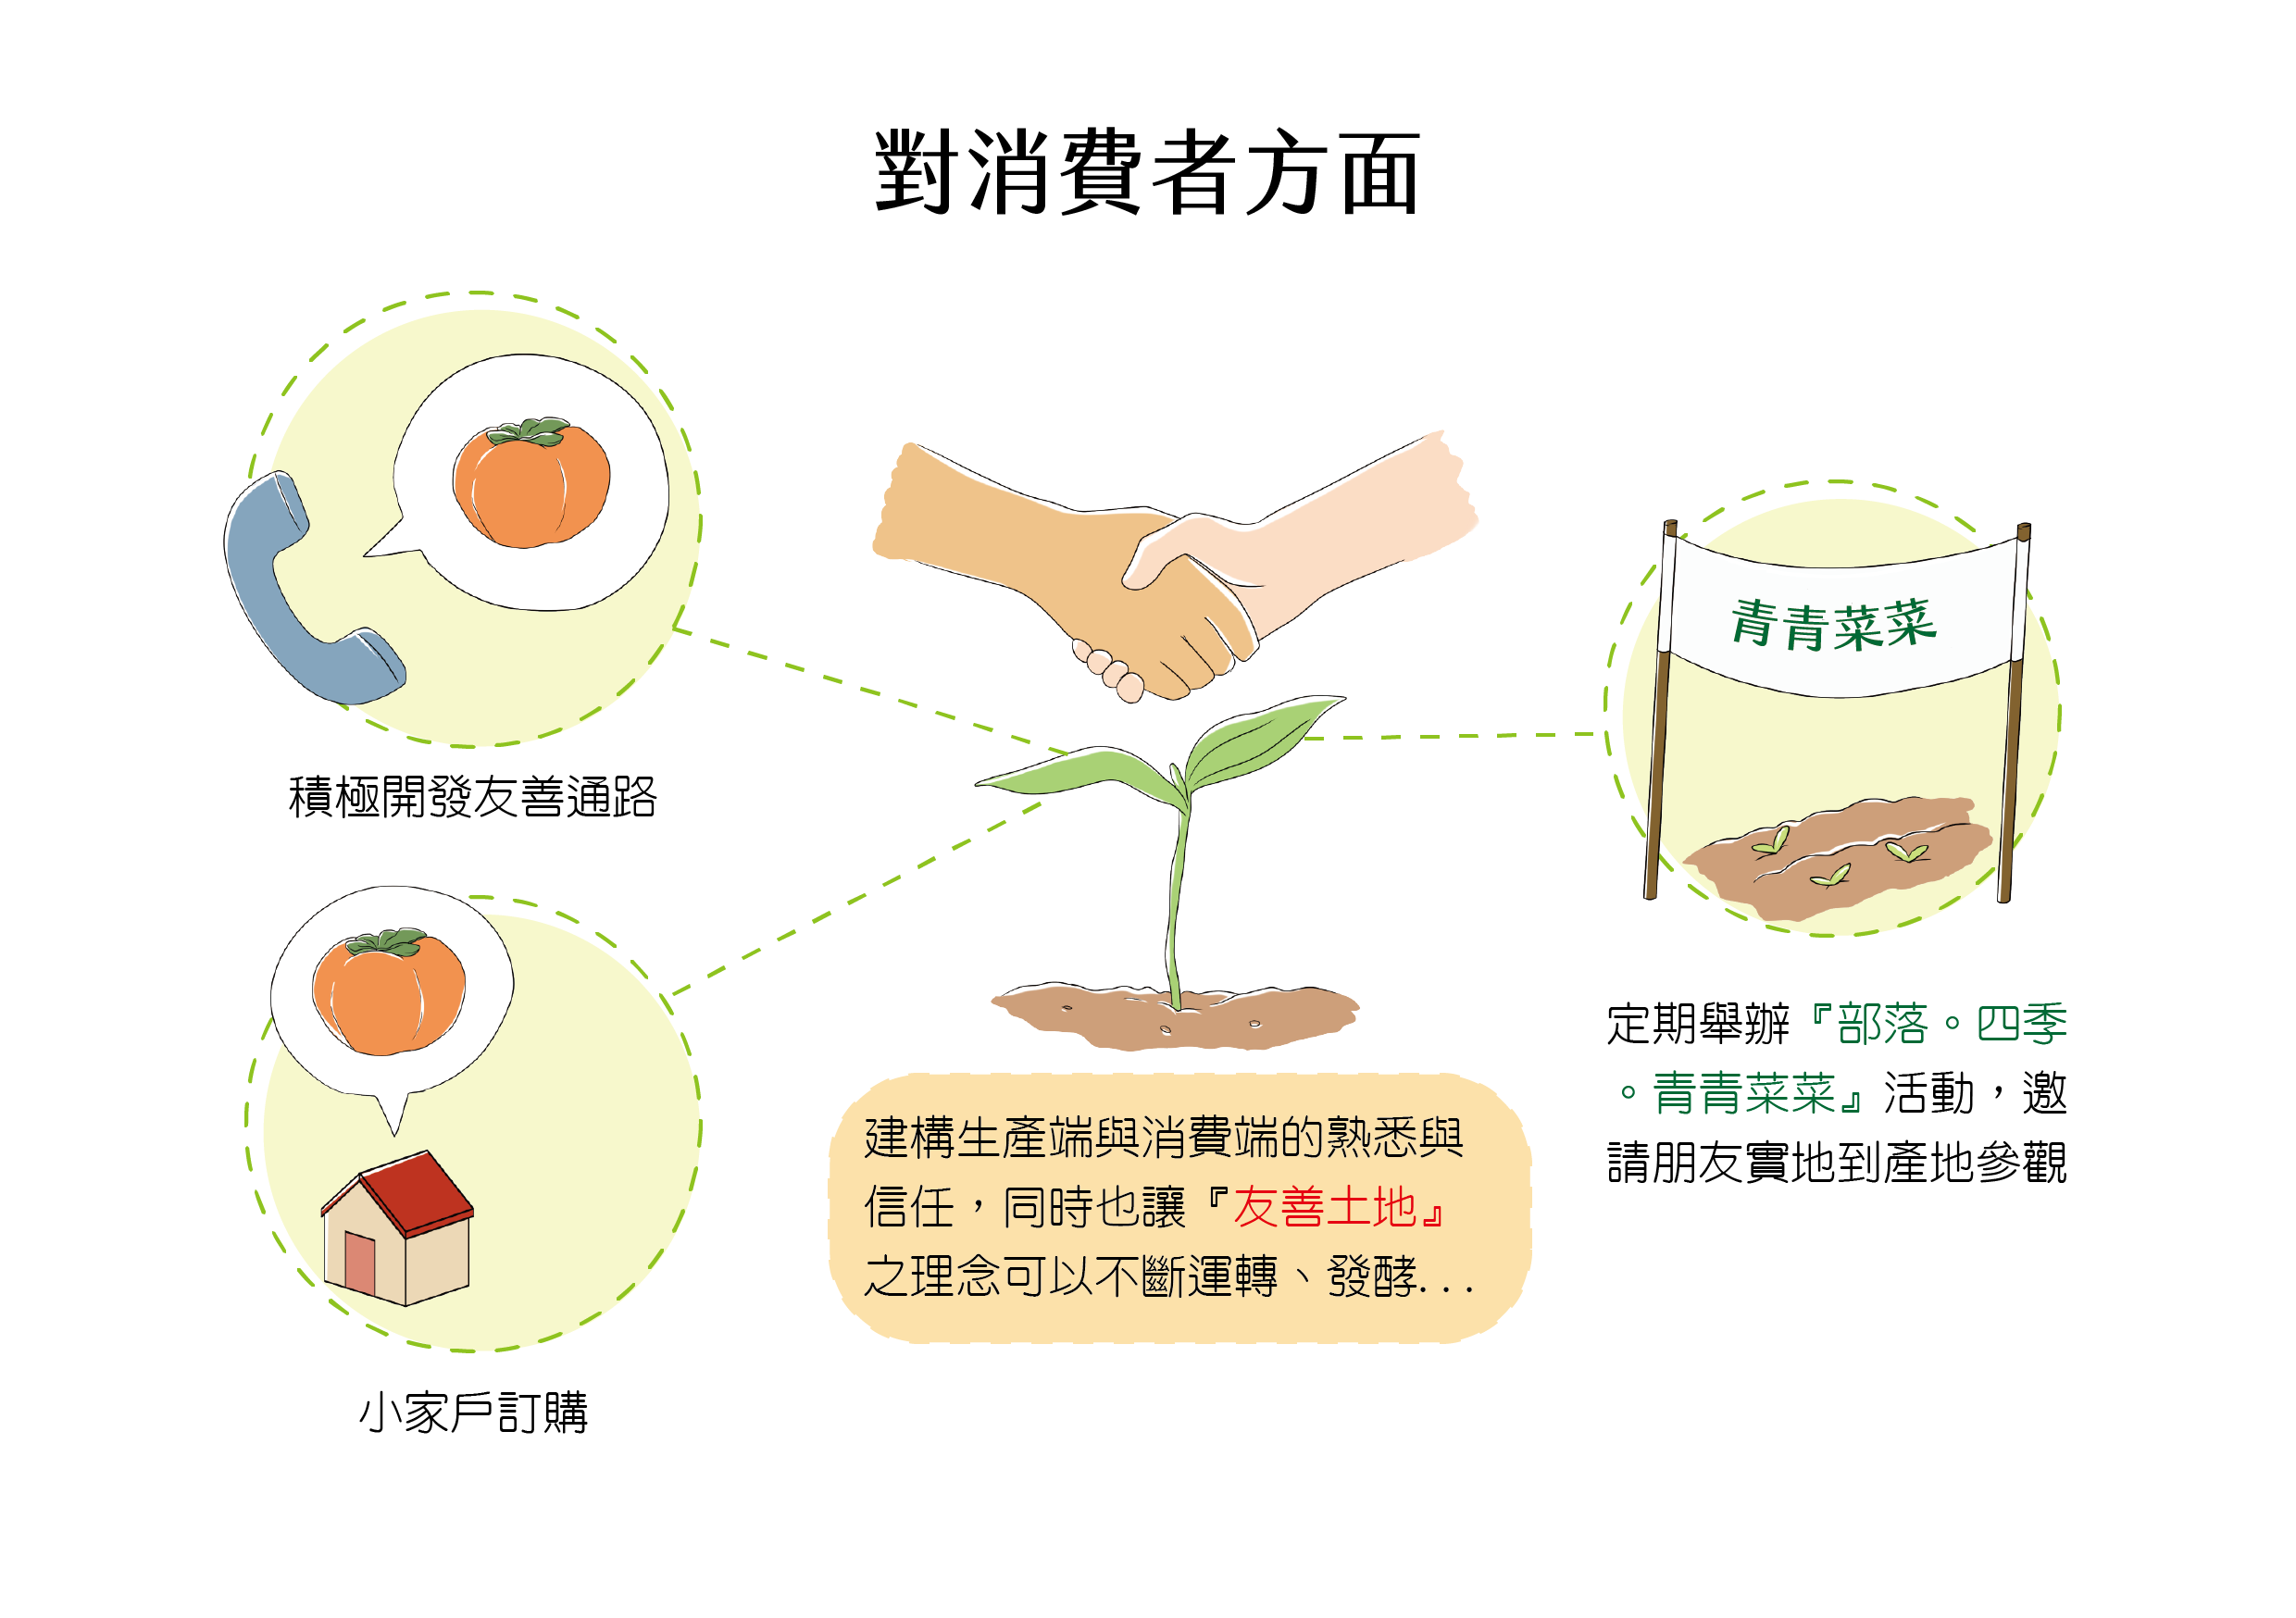 對消費者方面
積極開發友善通路
小家戶訂購
建構生產端與消費端的熟悉與
信任，同時也讓『友善土地』
之理念可以不斷運轉、發酵...
青青菜菜
定期舉辦『部落。四季
。青青菜菜』活動，邀
請朋友實地到產地參觀